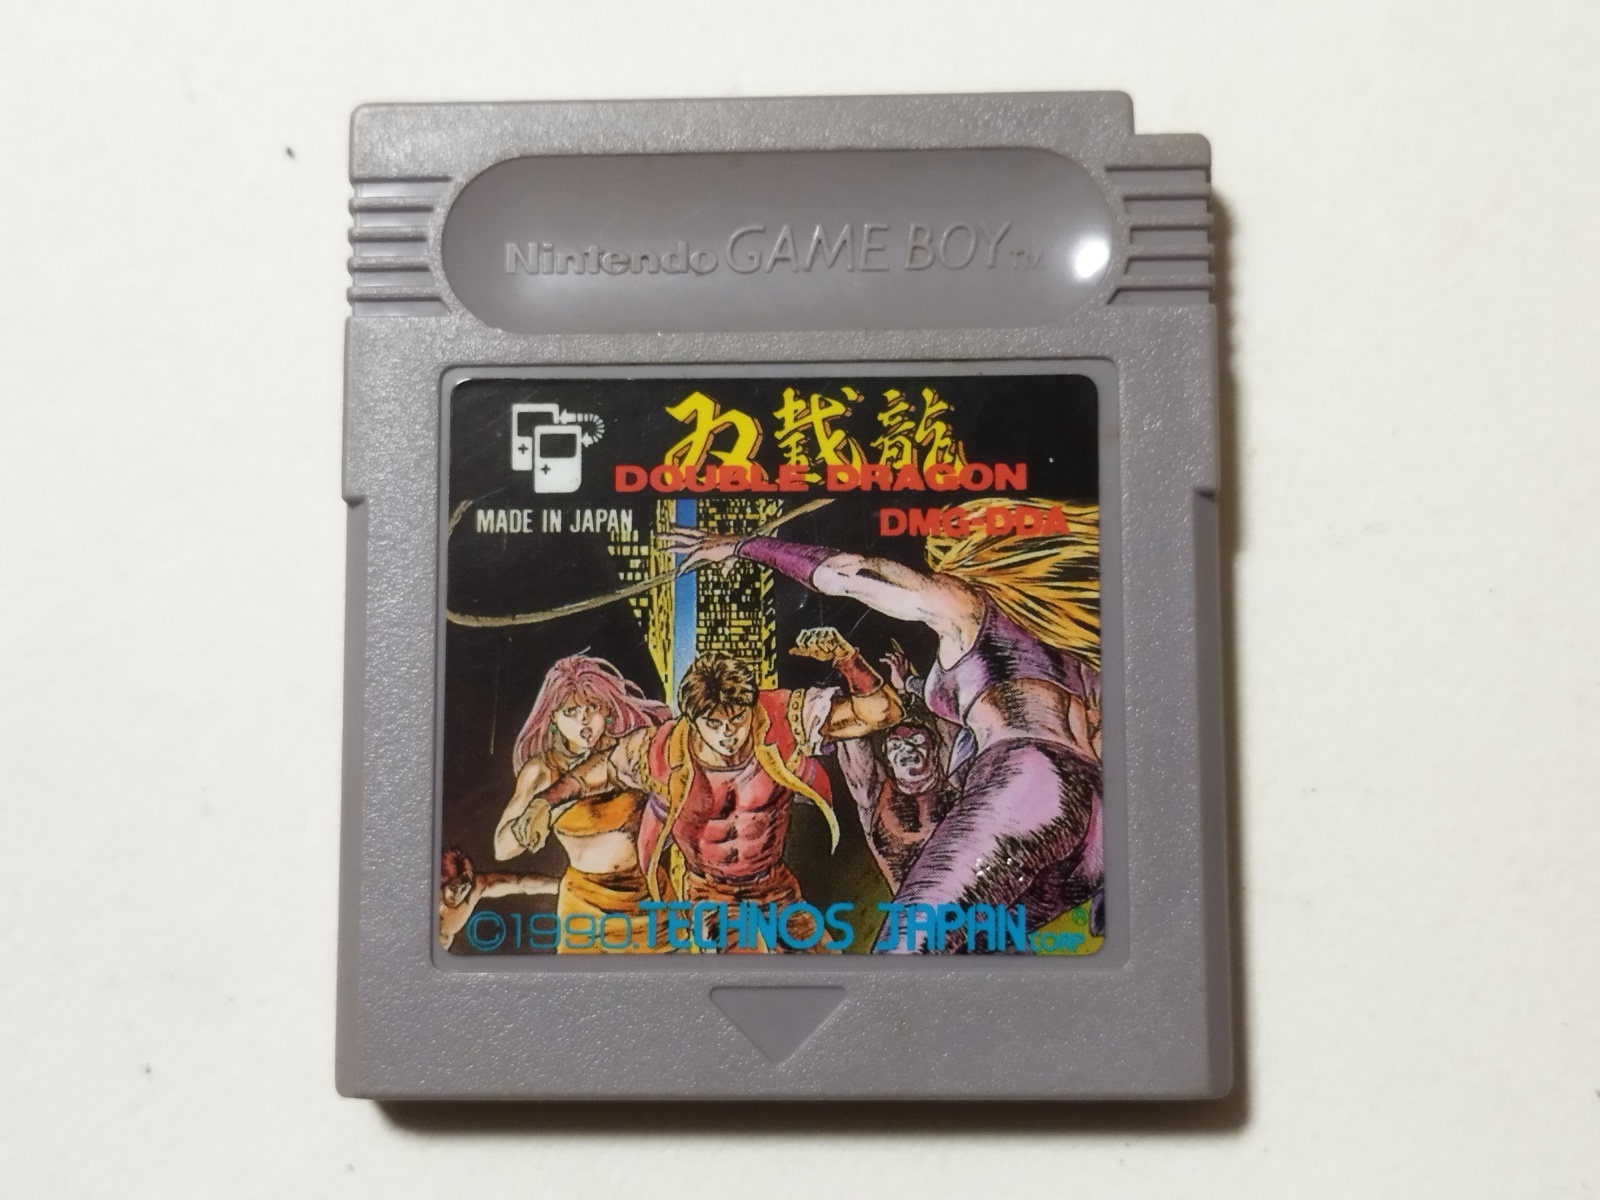 Nintendo GAME BOY™
双截龍
DOUBLE DRAGON
MADE IN JAPAN
DMG-DDA
©1990. TECHNOS JAPAN CORP